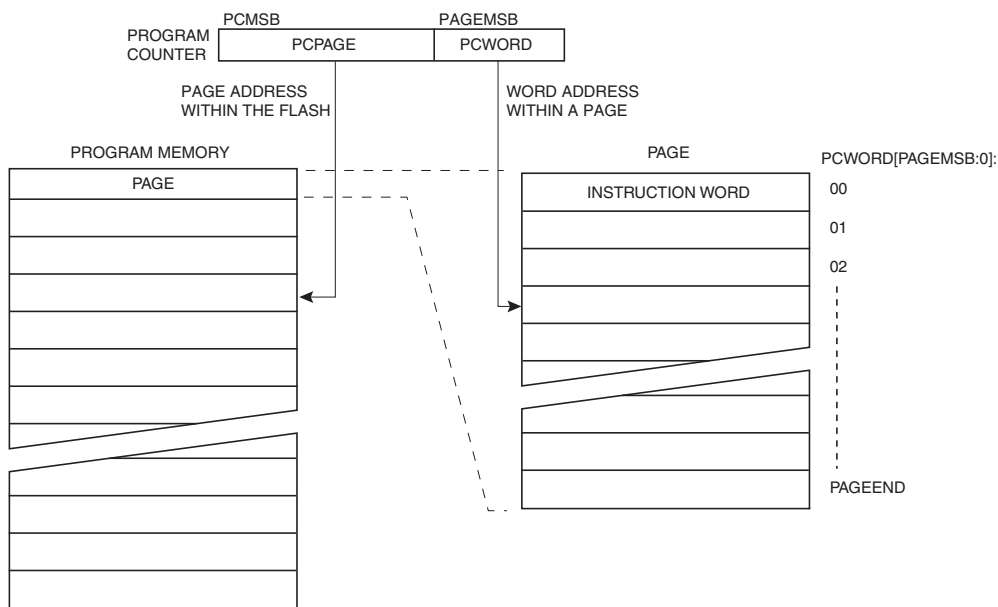 PCMSB
PAGEMSB
PROGRAM
COUNTER
PCPAGE
PCWORD
PAGE ADDRESS
WITHIN THE FLASH
WORD ADDRESS
WITHIN A PAGE
PROGRAM MEMORY
PAGE
PAGE
INSTRUCTION WORD
PCWORD[PAGEMSB:0]:
00
01
02
PAGEEND